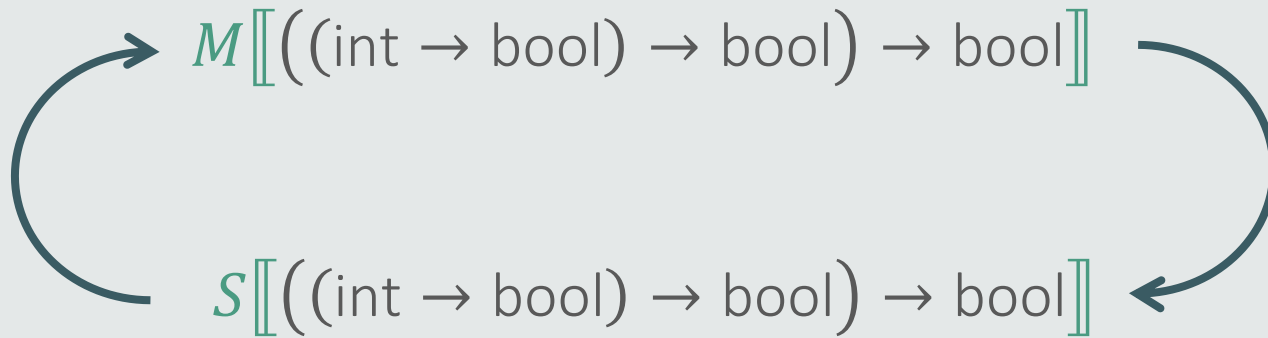 M⟦((int → bool) → bool) → bool⟧
S⟦((int → bool) → bool) → bool⟧